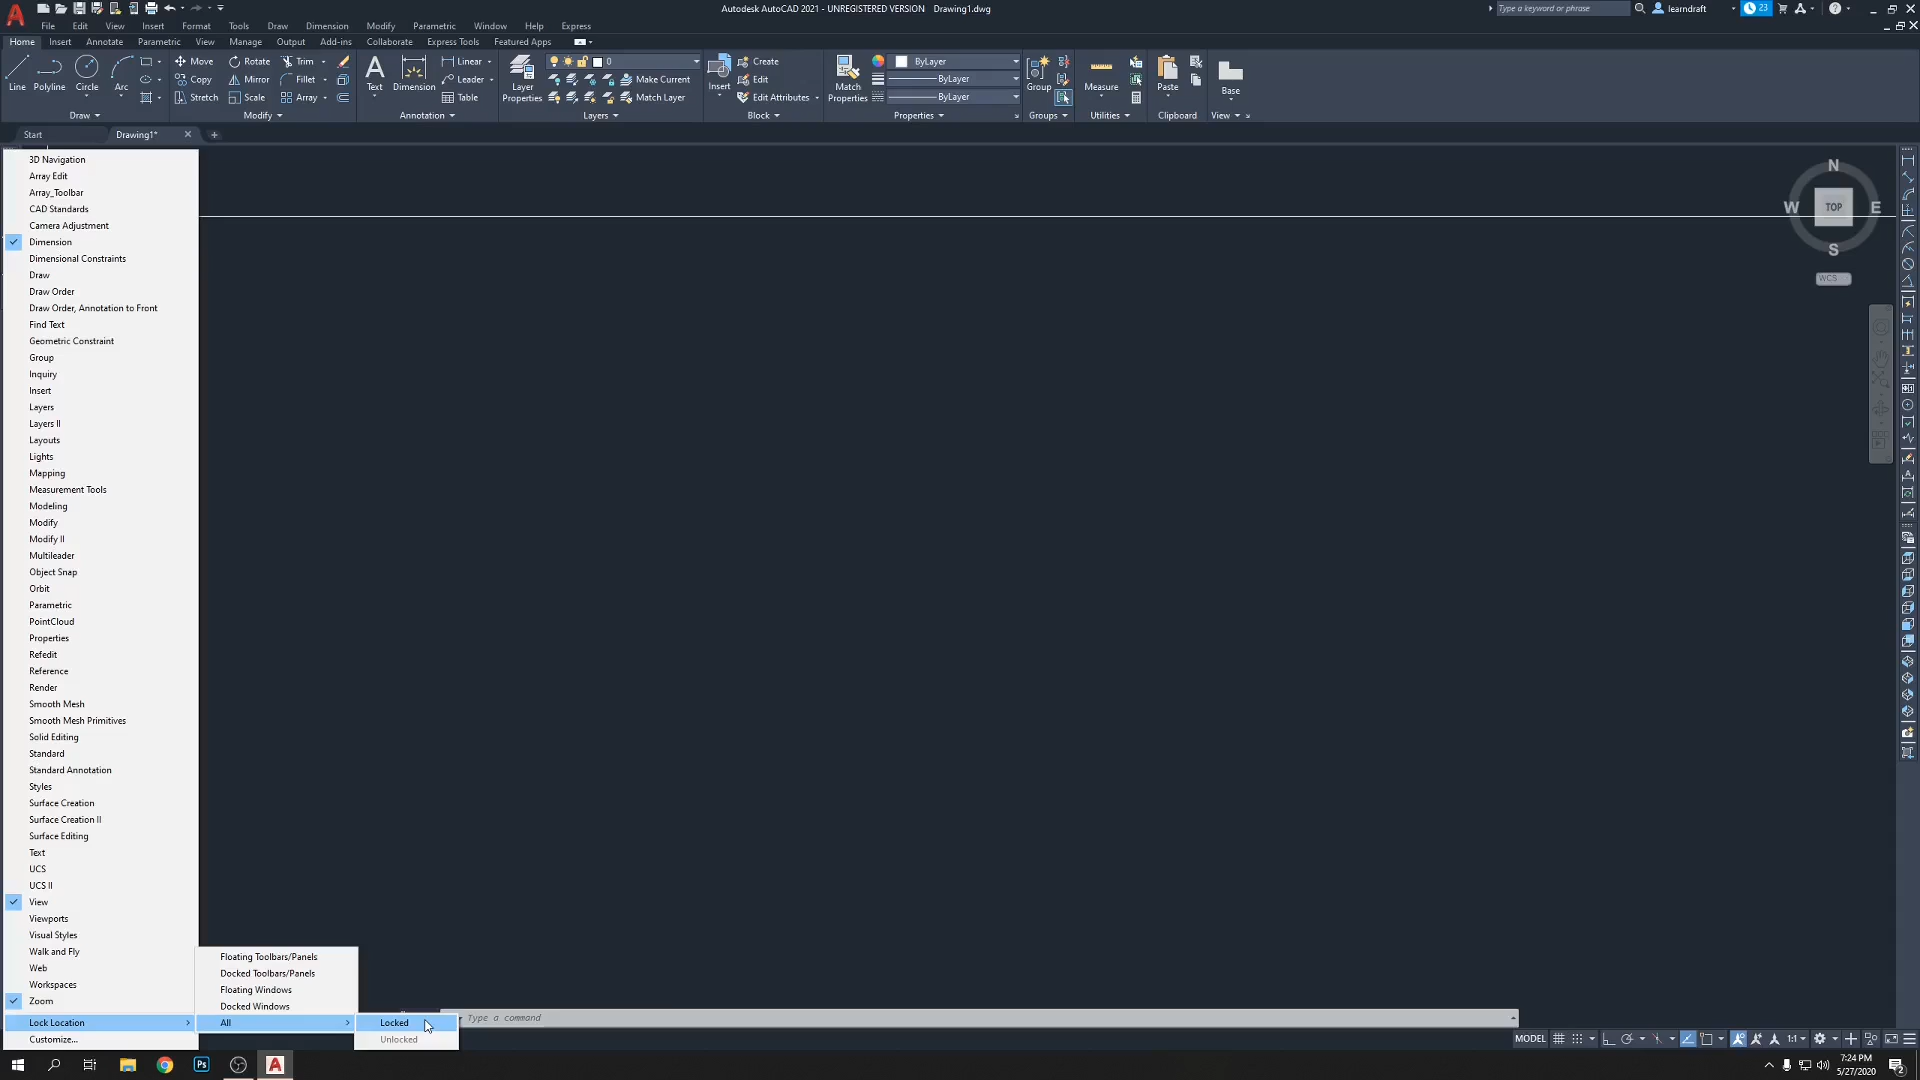 Autodesk AutoCAD 2021 - UNREGISTERED VERSION Drawing1.dwg
Type a keyword or phrase
learndraft
23
File Edit View Insert Format Tools Draw Dimension Modify Parametric Window Help Express
Home Insert Annotate Parametric View Manage Output Add-ins Collaborate Express Tools Featured Apps
Line Polyline Circle Arc
Move Rotate Trim
Copy Mirror Fillet
Stretch Scale Array
Text Dimension
Linear
Leader
Table
Layer Properties
0
Make Current
Match Layer
Insert
Create
Edit
Edit Attributes
Match Properties
ByLayer
ByLayer
ByLayer
Group
Measure
Paste
Base
Draw Modify Annotation Layers Block Properties Groups Utilities Clipboard View
Start Drawing1*
3D Navigation
Array Edit
Array_Toolbar
CAD Standards
Camera Adjustment
Dimension
Dimensional Constraints
Draw
Draw Order
Draw Order, Annotation to Front
Find Text
Geometric Constraint
Group
Inquiry
Insert
Layers
Layers II
Layouts
Lights
Mapping
Measurement Tools
Modeling
Modify
Modify II
Multileader
Object Snap
Orbit
Parametric
PointCloud
Properties
Refedit
Reference
Render
Smooth Mesh
Smooth Mesh Primitives
Solid Editing
Standard
Standard Annotation
Styles
Surface Creation
Surface Creation II
Surface Editing
Text
UCS
UCS II
View
Viewports
Visual Styles
Walk and Fly
Web
Workspaces
Zoom
Lock Location
Customize...
Floating Toolbars/Panels
Docked Toolbars/Panels
Floating Windows
Docked Windows
All
Locked
Unlocked
N
W TOP E
S
WCS
Type a command
MODEL
1:1
Ps
7:24 PM
5/27/2020
2